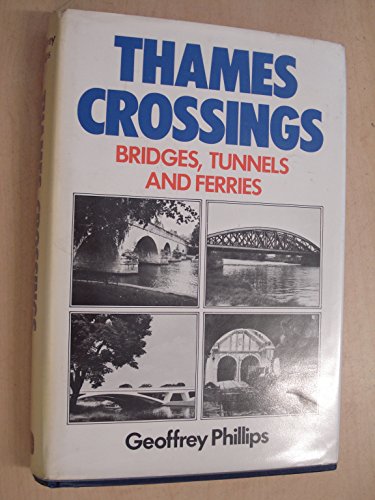 THAMES
CROSSINGS
BRIDGES, TUNNELS
AND FERRIES
Geoffrey Phillips